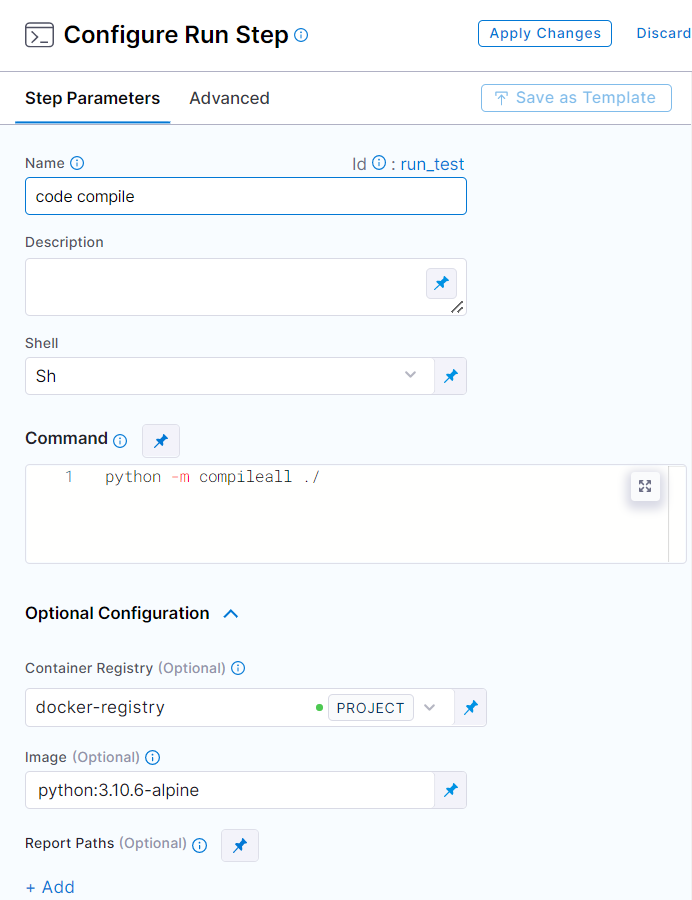 Configure Run Step
Apply Changes
Discard
Step Parameters
Advanced
Save as Template
Name
Id : run_test
code compile
Description
Shell
Sh
Command
1 python -m compileall ./
Optional Configuration
Container Registry (Optional)
docker-registry PROJECT
Image (Optional)
python:3.10.6-alpine
Report Paths (Optional)
+ Add